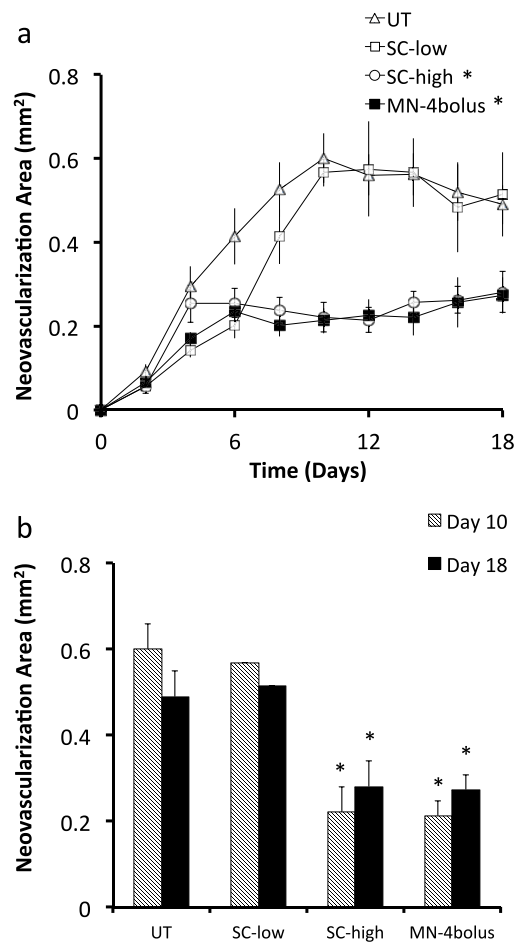 a
UT
SC-low
SC-high *
MN-4bolus *
Neovascularization Area (mm²)
0.8
0.6
0.4
0.2
0
0 6 12 18
Time (Days)
b
Day 10
Day 18
Neovascularization Area (mm²)
0.8
0.6
0.4
0.2
0
* * * *
UT SC-low SC-high MN-4bolus